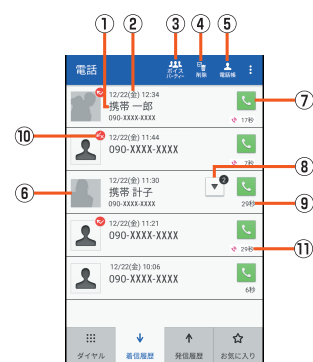 ① ② ③ ④ ⑤
電話
ボイス
パーティー
削除
電話帳
12/22(金) 12:34
携帯 一郎
090-XXXX-XXXX
17秒
⑦
⑩
12/22(金) 11:44
090-XXXX-XXXX
7秒
⑥
12/22(金) 11:30
携帯 計子
090-XXXX-XXXX
2
29秒
⑧
⑨
12/22(金) 11:21
090-XXXX-XXXX
29秒
⑪
12/22(金) 10:06
090-XXXX-XXXX
6秒
ダイヤル 着信履歴 発信履歴 お気に入り